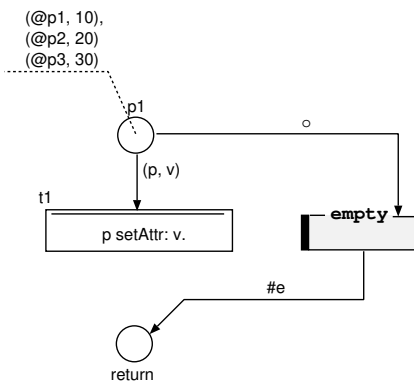 (@p1, 10),
(@p2, 20)
(@p3, 30)
p1
(p, v)
t1
p setAttr: v.
empty
#e
return